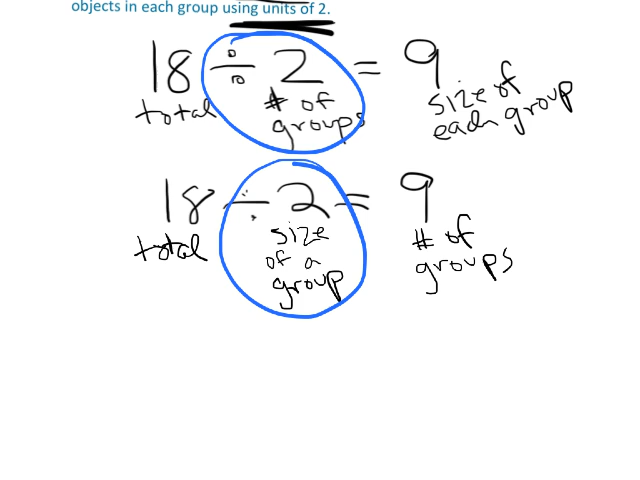 objects in each group using units of 2.
18 ÷ 2 = 9
total # of groups size of each group
18 ÷ 2 = 9
total size of a group # of groups